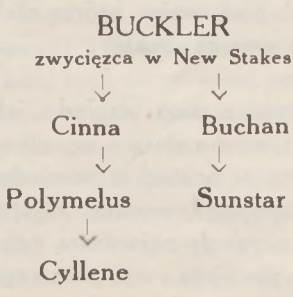 BUCKLER
zwycięzca w New Stakes
Cinna Buchan
Polymelus Sunstar
Cyllene